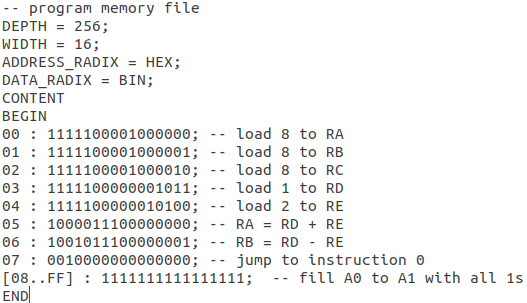 -- program memory file
DEPTH = 256;
WIDTH = 16;
ADDRESS_RADIX = HEX;
DATA_RADIX = BIN;
CONTENT
BEGIN
00 : 1111100001000000; -- load 8 to RA
01 : 1111100001000001; -- load 8 to RB
02 : 1111100001000010; -- load 8 to RC
03 : 1111100000001011; -- load 1 to RD
04 : 1111100000010100; -- load 2 to RE
05 : 1000011100000000; -- RA = RD + RE
06 : 1001011100000001; -- RB = RD - RE
07 : 0010000000000000; -- jump to instruction 0
[08..FF] : 1111111111111111;  -- fill A0 to A1 with all 1s
END